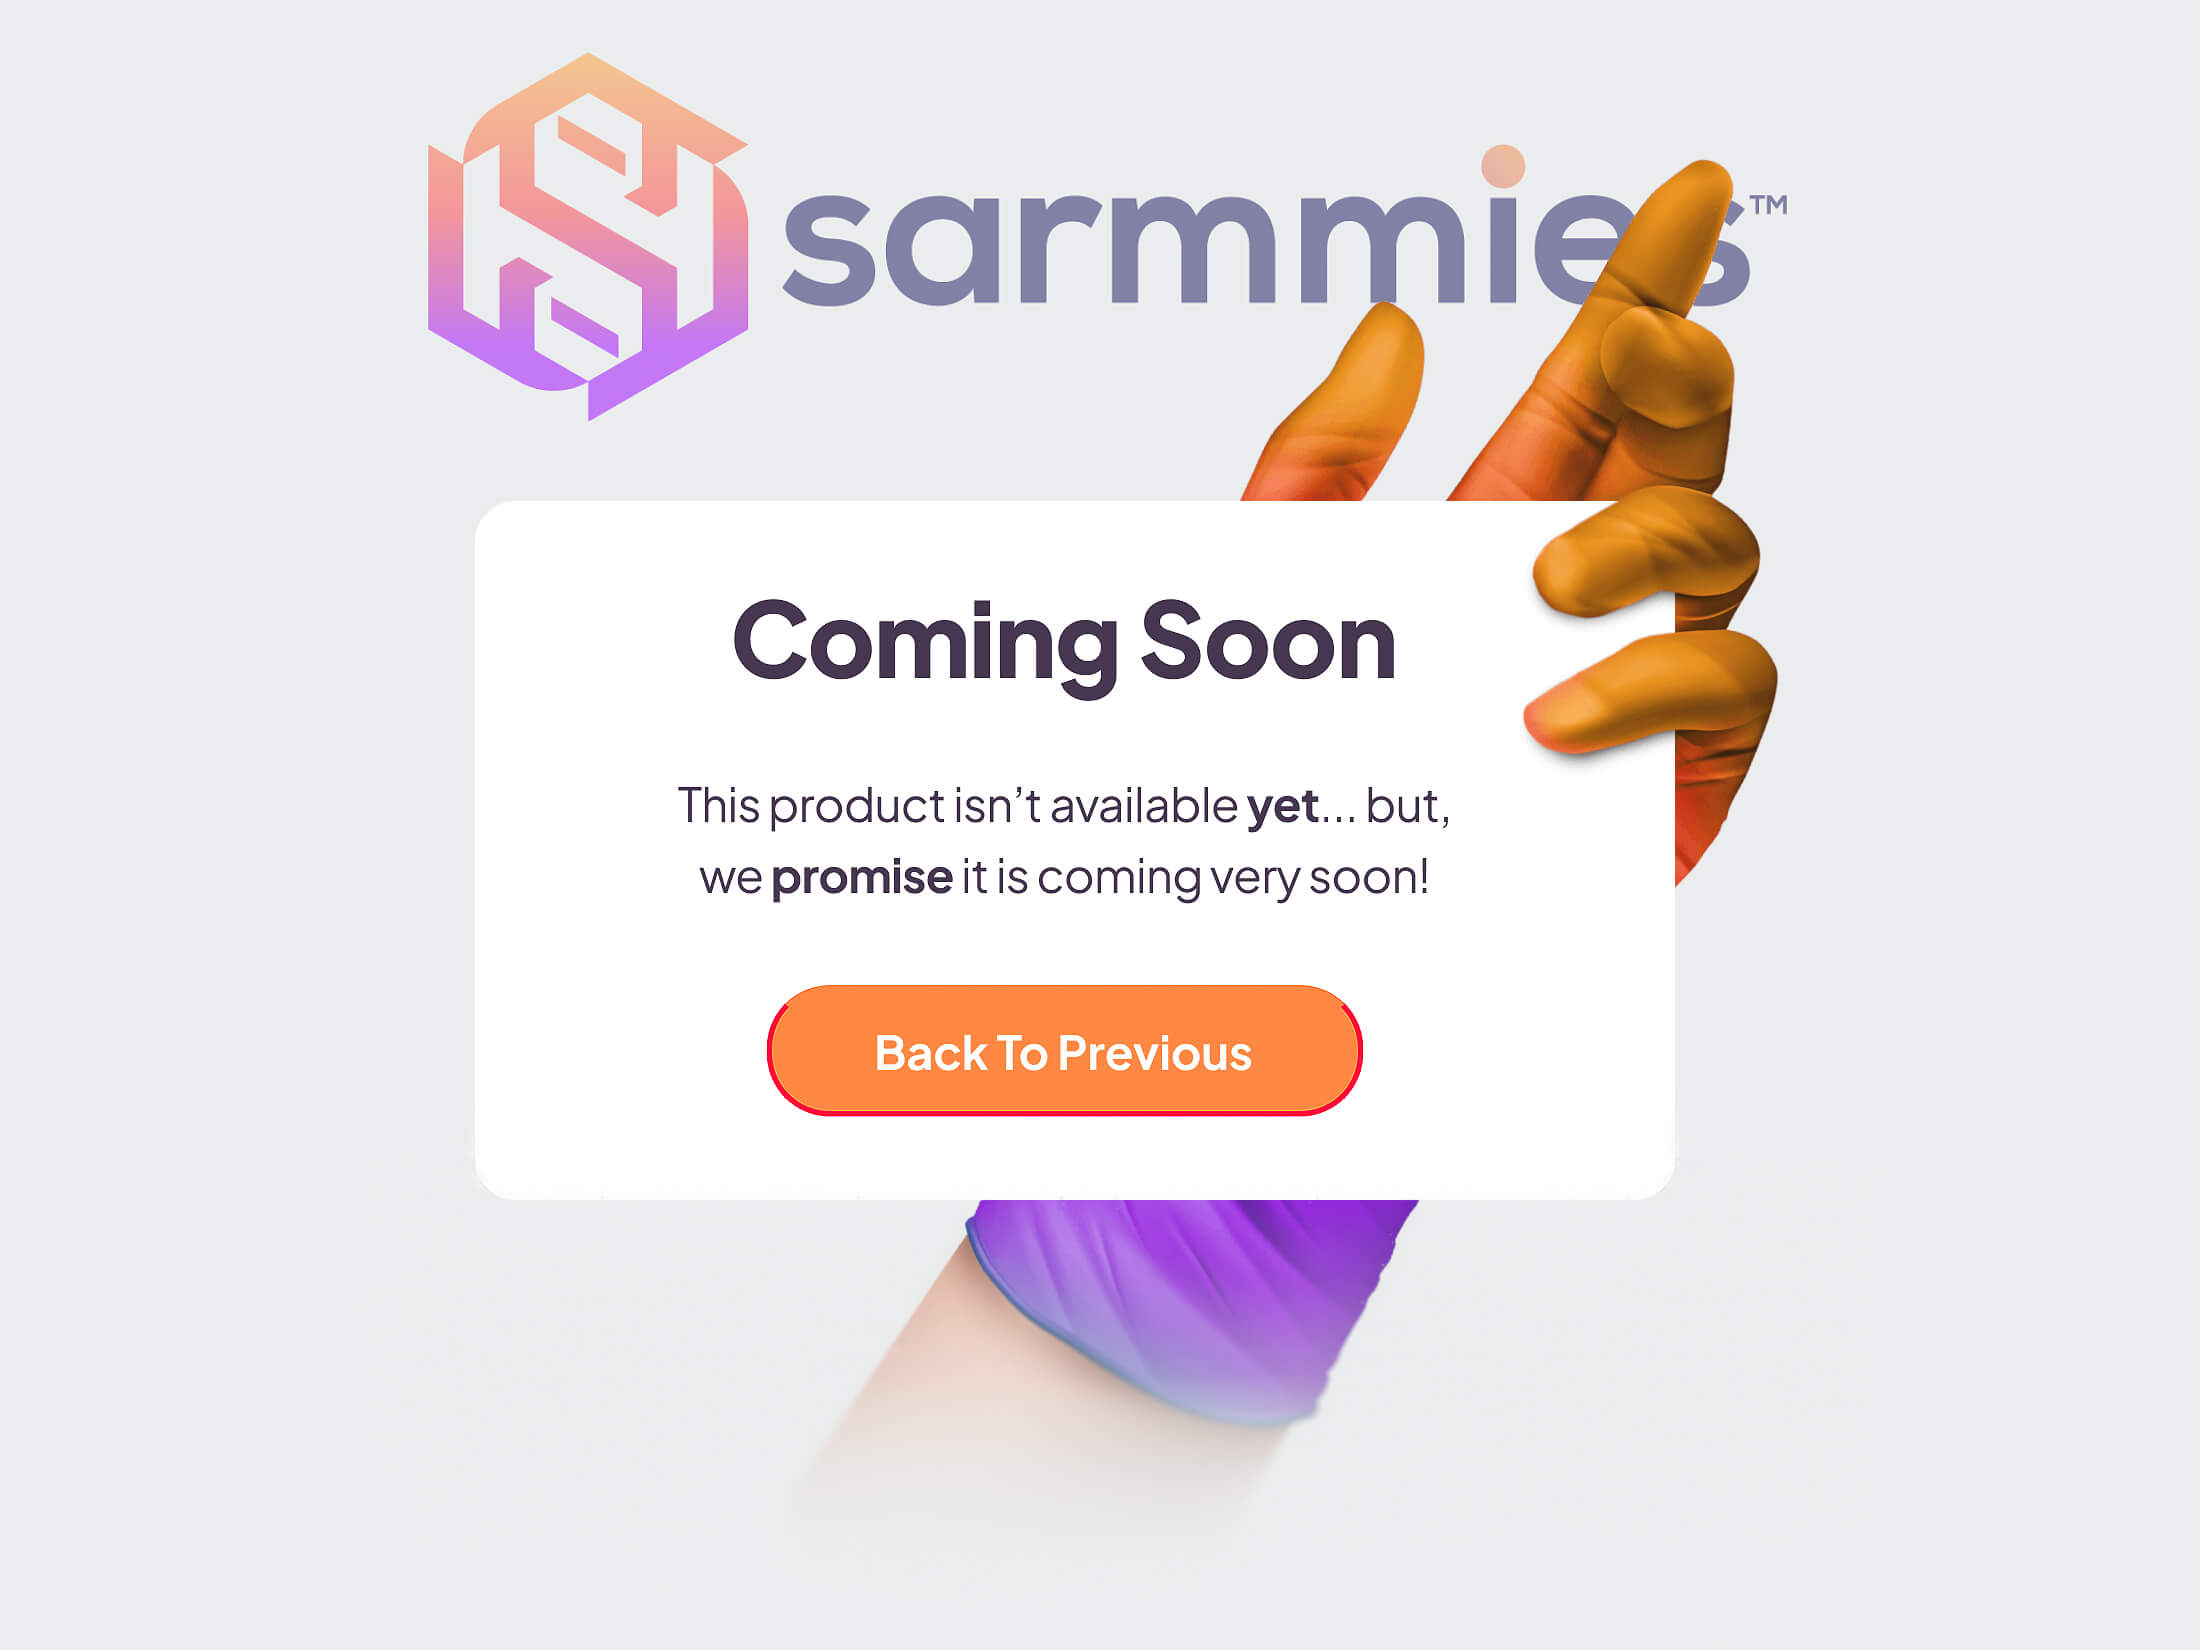 sarmmies™
Coming Soon
This product isn’t available yet... but,
we promise it is coming very soon!
Back To Previous